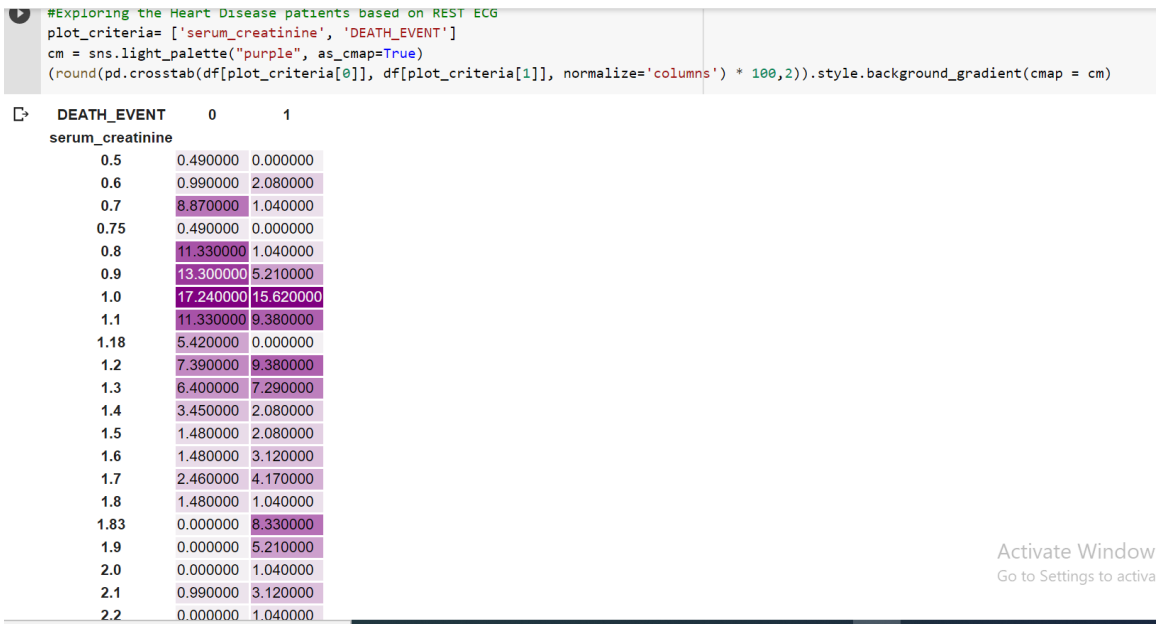 #Exploring the Heart Disease patients based on REST ECG
plot_criteria= ['serum_creatinine', 'DEATH_EVENT']
cm = sns.light_palette("purple", as_cmap=True)
(round(pd.crosstab(df[plot_criteria[0]], df[plot_criteria[1]], normalize='columns') * 100,2)).style.background_gradient(cmap = cm)
DEATH_EVENT 0 1
serum_creatinine
0.5 0.490000 0.000000
0.6 0.990000 2.080000
0.7 8.870000 1.040000
0.75 0.490000 0.000000
0.8 11.330000 1.040000
0.9 13.300000 5.210000
1.0 17.240000 15.620000
1.1 11.330000 9.380000
1.18 5.420000 0.000000
1.2 7.390000 9.380000
1.3 6.400000 7.290000
1.4 3.450000 2.080000
1.5 1.480000 2.080000
1.6 1.480000 3.120000
1.7 2.460000 4.170000
1.8 1.480000 1.040000
1.83 0.000000 8.330000
1.9 0.000000 5.210000
2.0 0.000000 1.040000
2.1 0.990000 3.120000
2.2 0.000000 1.040000
Activate Window
Go to Settings to activa